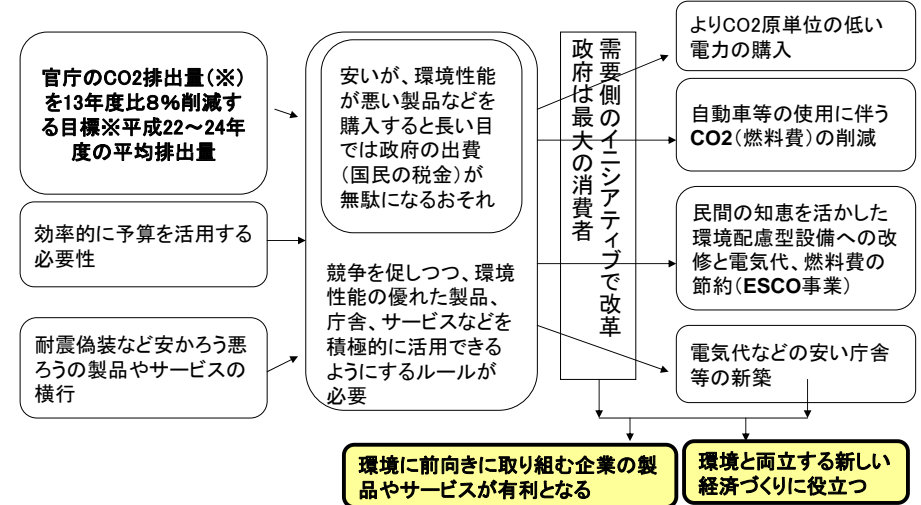 官庁のCO2排出量(※)
を13年度比8%削減す
る目標※平成22～24年
度の平均排出量
効率的に予算を活用する
必要性
耐震偽装など安かろう悪
ろうの製品やサービスの
横行
安いが、環境性能
が悪い製品などを
購入すると長い目
では政府の出費
(国民の税金)が
無駄になるおそれ
競争を促しつつ、環境
性能の優れた製品、
庁舎、サービスなどを
積極的に活用できる
ようにするルールが
必要
需要側のイニシアティブで改革
政府は最大の消費者
よりCO2原単位の低い
電力の購入
自動車等の使用に伴う
CO2(燃料費)の削減
民間の知恵を活かした
環境配慮型設備への改
修と電気代、燃料費の
節約(ESCO事業)
電気代などの安い庁舎
等の新築
環境に前向きに取り組む企業の製
品やサービスが有利となる
環境と両立する新しい
経済づくりに役立つ